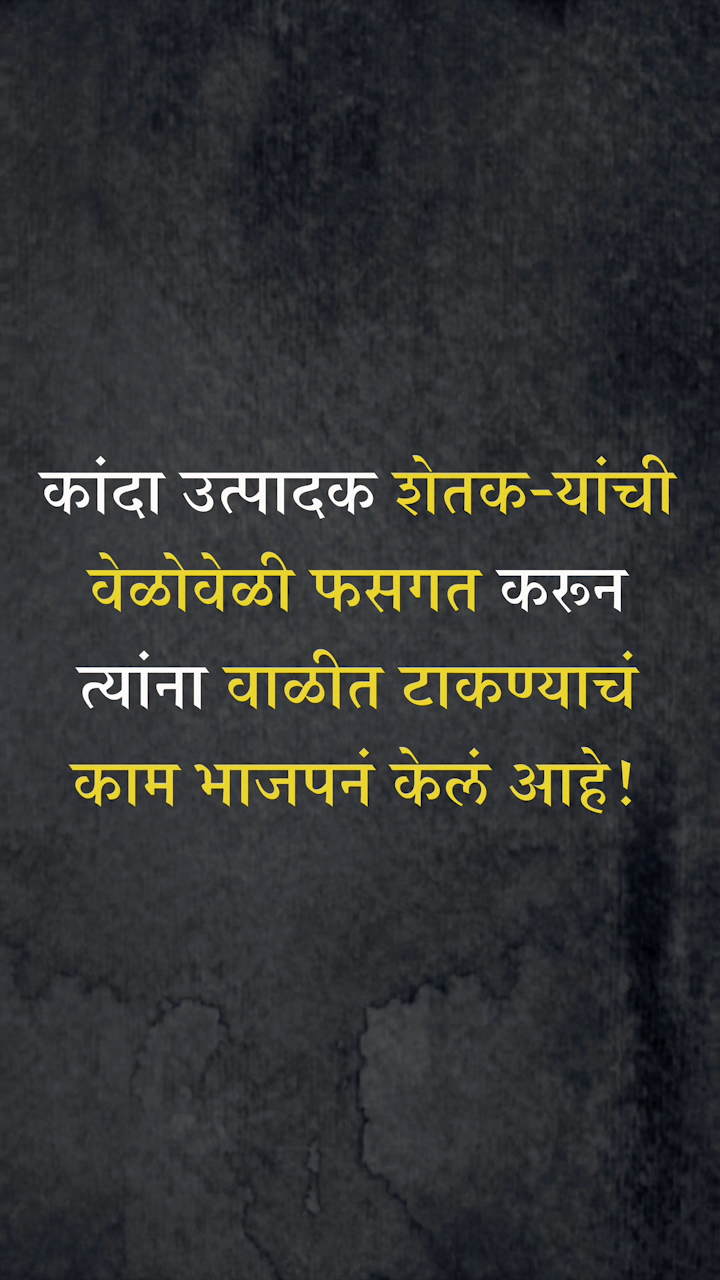 कांदा उत्पादक शेतक-यांची
वेळोवेळी फसगत करून
त्यांना वाळीत टाकण्याचं
काम भाजपनं केलं आहे!